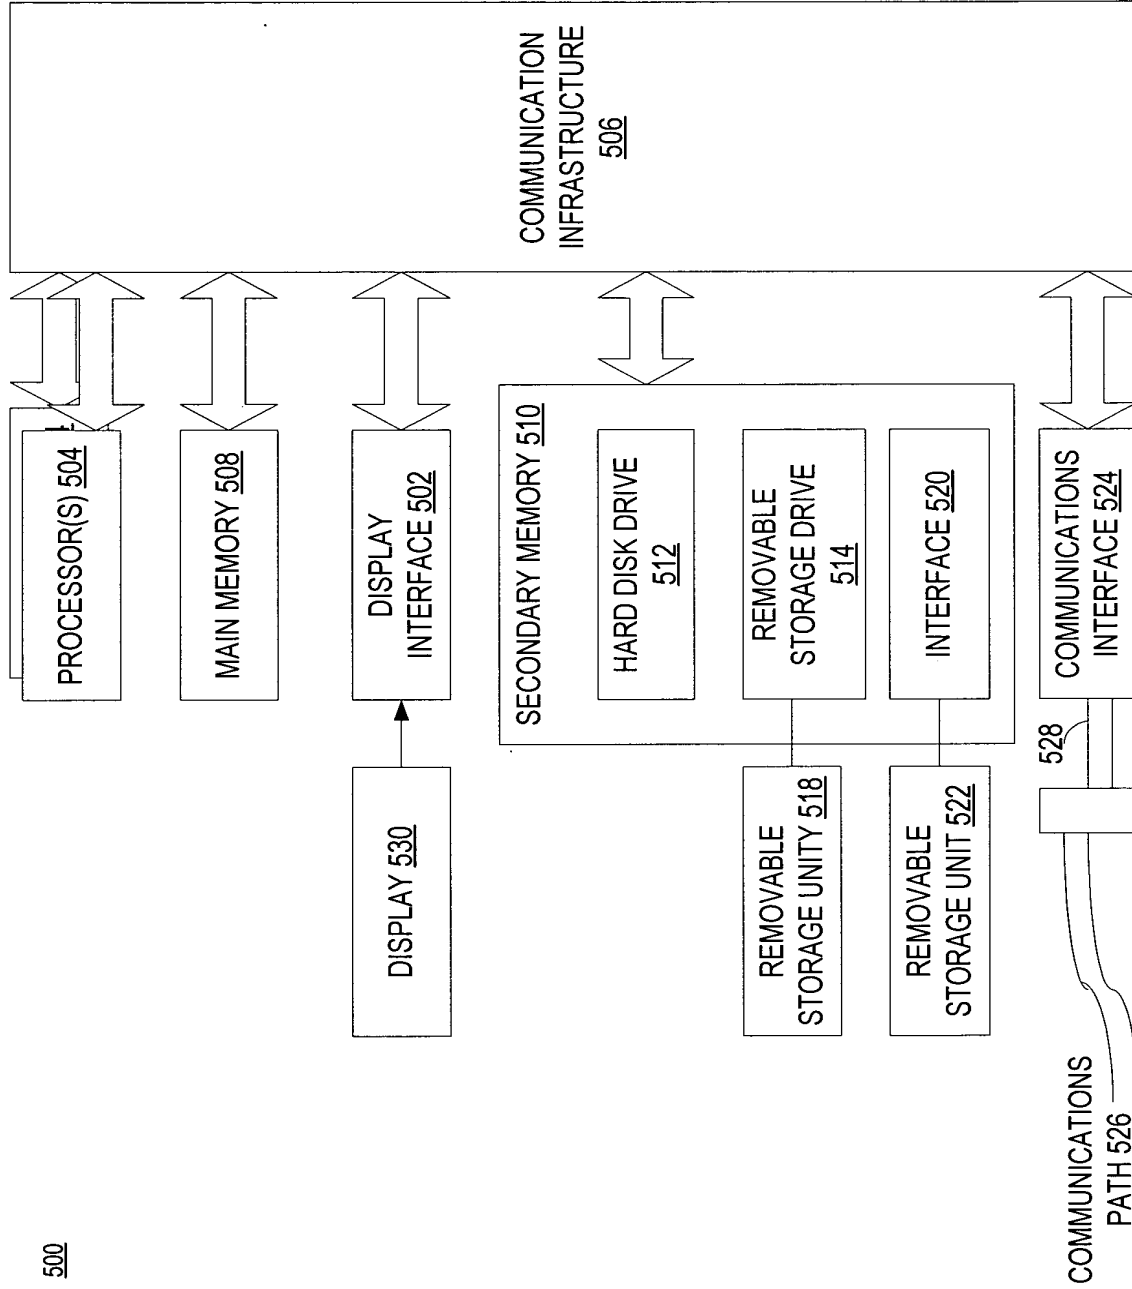 500
COMMUNICATION
INFRASTRUCTURE
506
PROCESSOR(S) 504
MAIN MEMORY 508
DISPLAY
INTERFACE 502
DISPLAY 530
SECONDARY MEMORY 510
HARD DISK DRIVE
512
REMOVABLE
STORAGE DRIVE
514
INTERFACE 520
REMOVABLE
STORAGE UNITY 518
REMOVABLE
STORAGE UNIT 522
COMMUNICATIONS
INTERFACE 524
528
COMMUNICATIONS
PATH 526